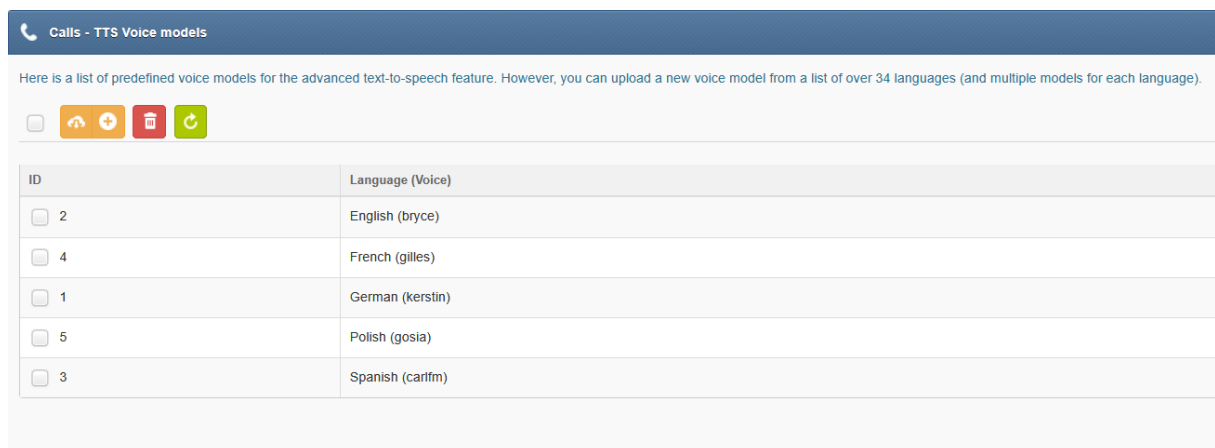 Calls - TTS Voice models
Here is a list of predefined voice models for the advanced text-to-speech feature. However, you can upload a new voice model from a list of over 34 languages (and multiple models for each language).
ID Language (Voice)
2 English (bryce)
4 French (gilles)
1 German (kerstin)
5 Polish (gosia)
3 Spanish (carlfm)